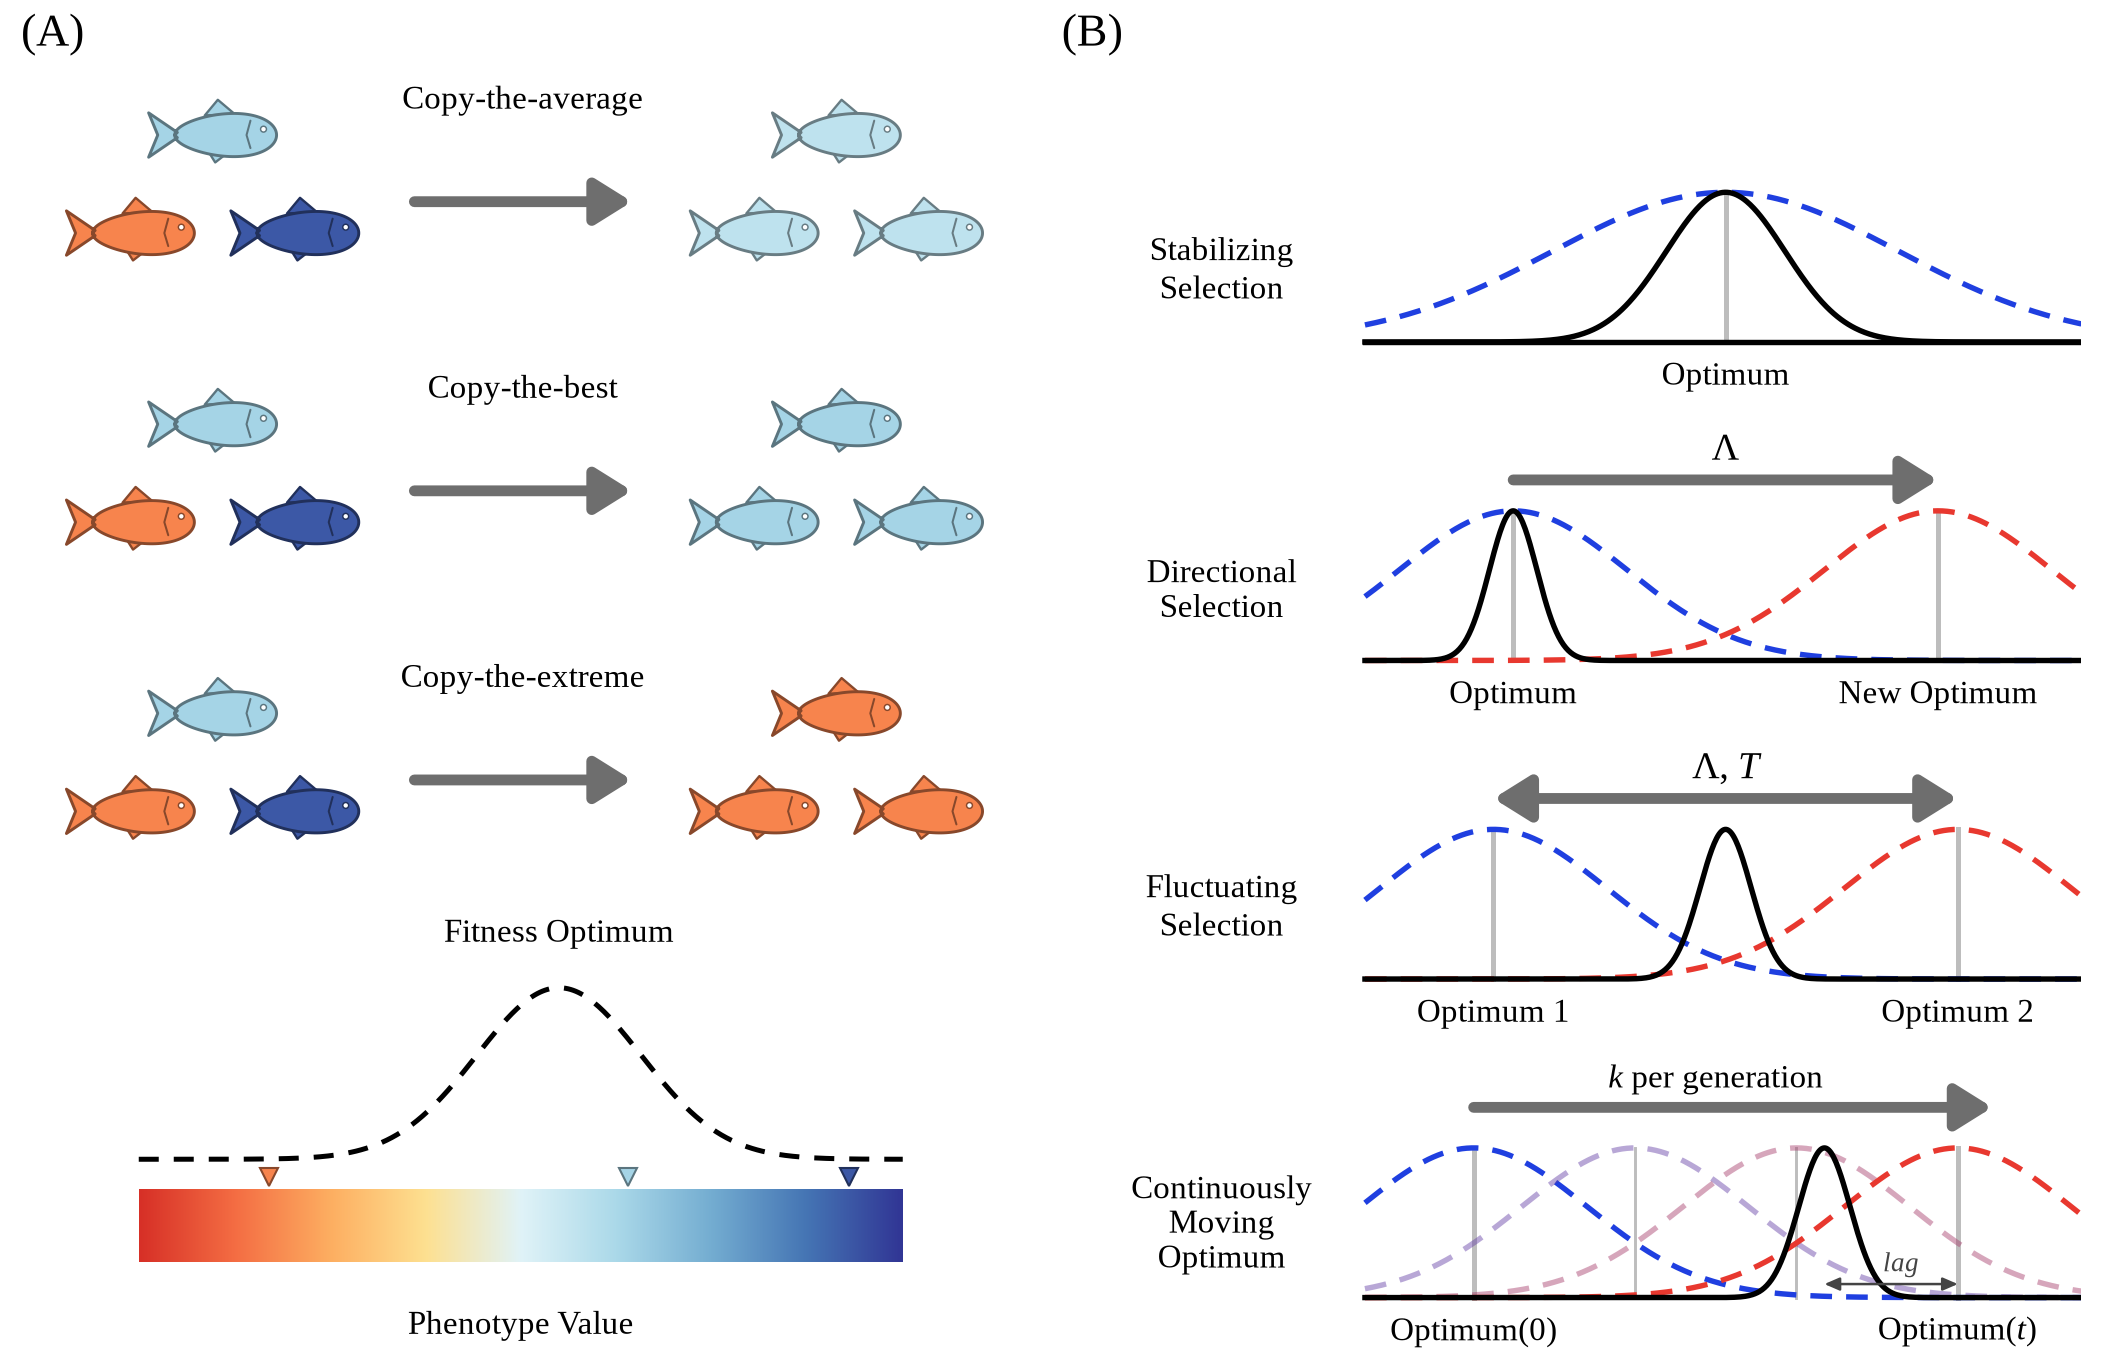 (A)
Copy-the-average
Copy-the-best
Copy-the-extreme
Fitness Optimum
Phenotype Value
(B)
Stabilizing
Selection
Optimum
Λ
Directional
Selection
Optimum
New Optimum
Λ, T
Fluctuating
Selection
Optimum 1
Optimum 2
k per generation
Continuously
Moving
Optimum
lag
Optimum(0)
Optimum(t)